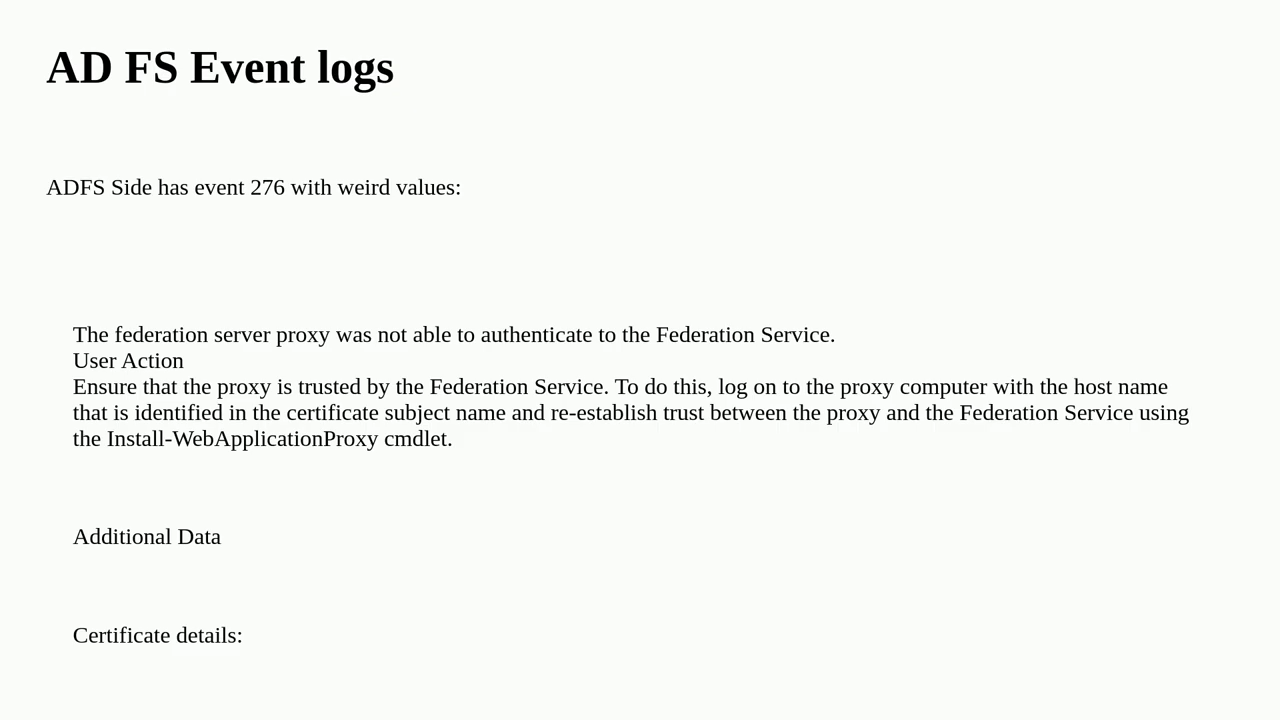 AD FS Event logs
ADFS Side has event 276 with weird values:
The federation server proxy was not able to authenticate to the Federation Service.
User Action
Ensure that the proxy is trusted by the Federation Service. To do this, log on to the proxy computer with the host name
that is identified in the certificate subject name and re-establish trust between the proxy and the Federation Service using
the Install-WebApplicationProxy cmdlet.
Additional Data
Certificate details: